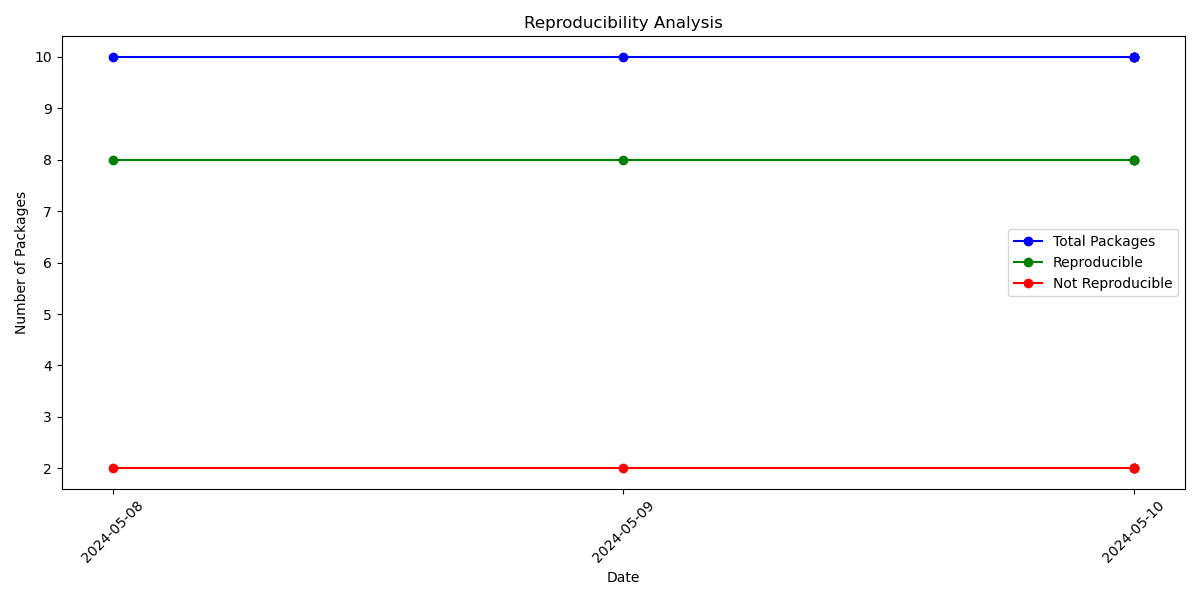 Reproducibility Analysis
Number of Packages
10
9
8
7
6
5
4
3
2
Total Packages
Reproducible
Not Reproducible
2024-05-08
2024-05-09
2024-05-10
Date